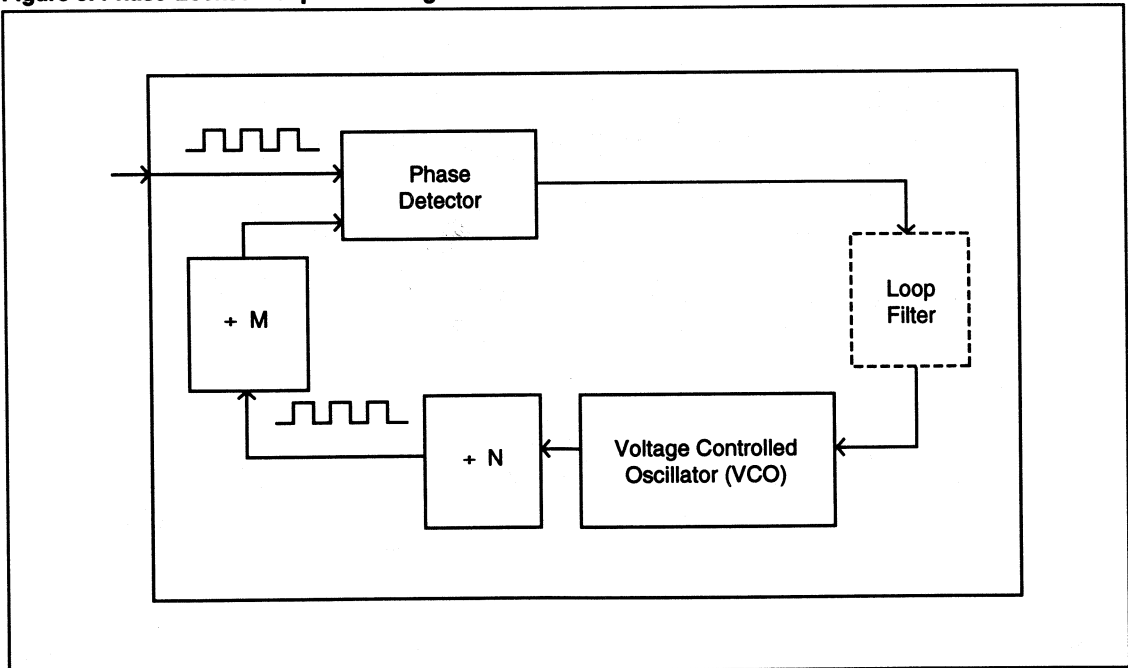 Phase
Detector
Loop
Filter
+ M
+ N
Voltage Controlled
Oscillator (VCO)